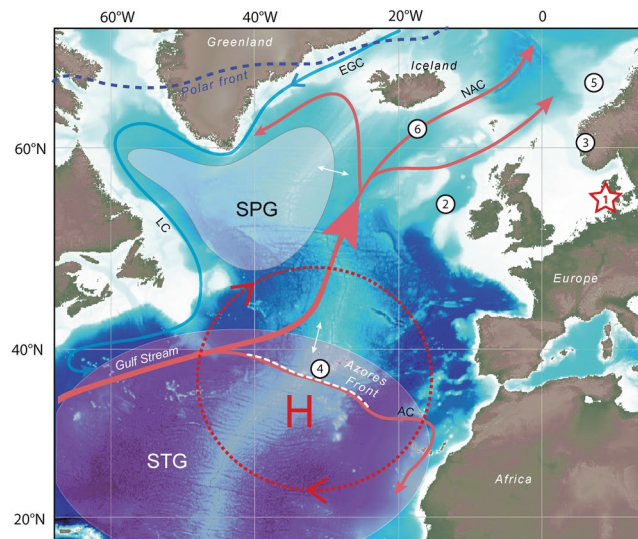 60°W
40°W
20°W
0
Greenland
EGC
Iceland
Polar front
NAC
5
6
60°N
3
SPG
2
1
LC
Europe
40°N
Gulf Stream
Azores
Front
4
H
AC
STG
Africa
20°N